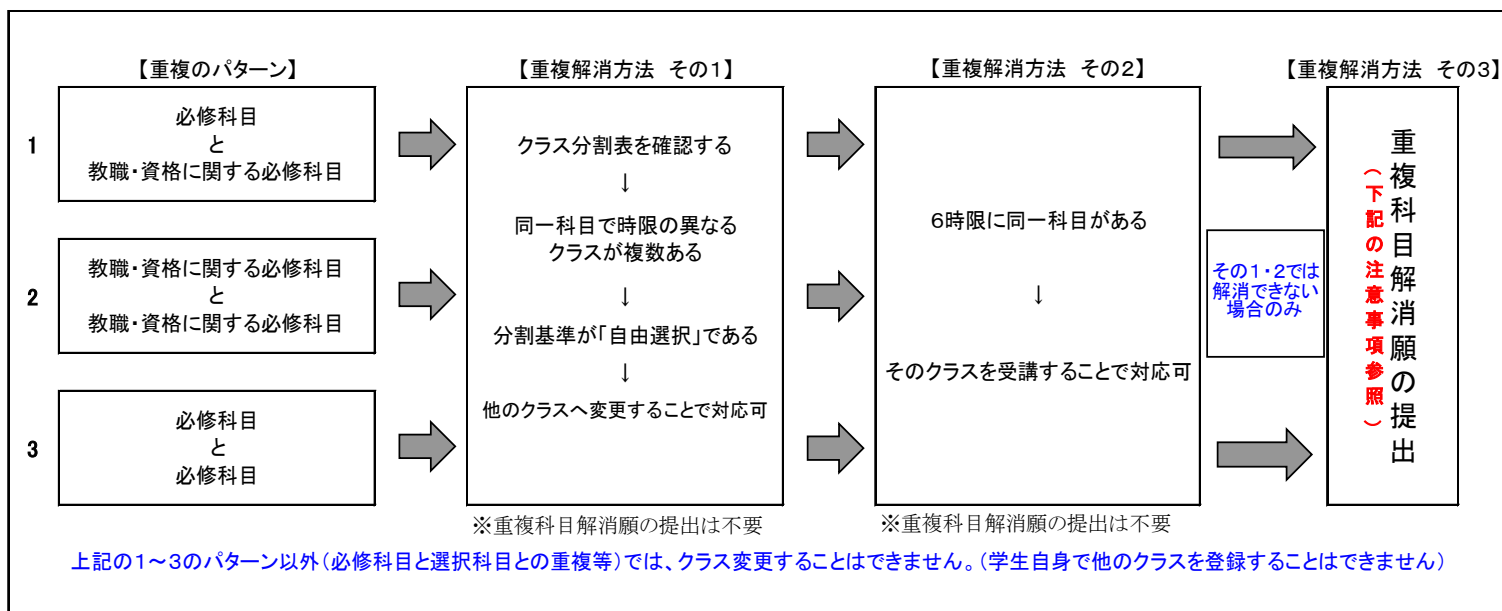 【重複のパターン】
【重複解消方法 その1】
【重複解消方法 その2】
【重複解消方法 その3】
1
必修科目
と
教職・資格に関する必修科目
2
教職・資格に関する必修科目
と
教職・資格に関する必修科目
3
必修科目
と
必修科目
クラス分割表を確認する
↓
同一科目で時限の異なる
クラスが複数ある
↓
分割基準が「自由選択」である
↓
他のクラスへ変更することで対応可
※重複科目解消願の提出は不要
6時限に同一科目がある
↓
そのクラスを受講することで対応可
※重複科目解消願の提出は不要
その1・2では
解消できない
場合のみ
重複科目解消願の提出
(下記の注意事項参照)
上記の1~3のパターン以外(必修科目と選択科目との重複等)では、クラス変更することはできません。(学生自身で他のクラスを登録することはできません)